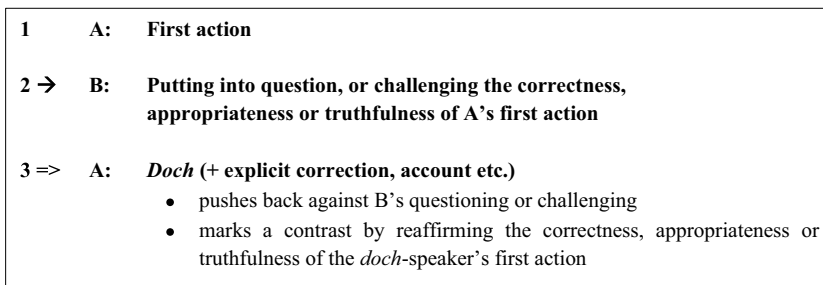 1 A: First action
2 → B: Putting into question, or challenging the correctness,
appropriateness or truthfulness of A's first action
3 => A: Doch (+ explicit correction, account etc.)
• pushes back against B's questioning or challenging
• marks a contrast by reaffirming the correctness, appropriateness or
truthfulness of the doch-speaker's first action